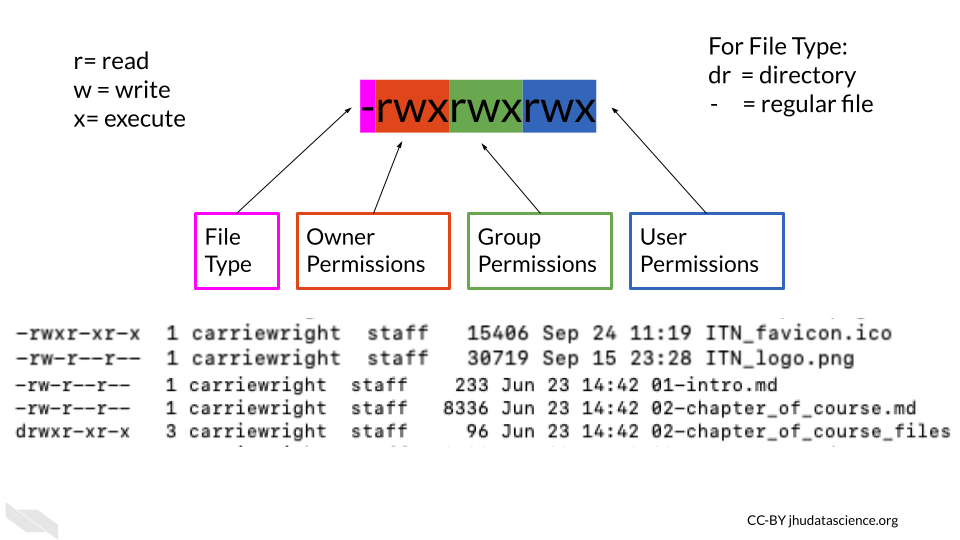 r= read
w = write
x= execute
-rwxrwxrwx
For File Type:
dr = directory
- = regular file
File
Type
Owner
Permissions
Group
Permissions
User
Permissions
-rwxr-xr-x 1 carriewright staff 15406 Sep 24 11:19 ITN_favicon.ico
-rw-r--r-- 1 carriewright staff 30719 Sep 15 23:28 ITN_logo.png
-rw-r--r-- 1 carriewright staff 233 Jun 23 14:42 01-intro.md
-rw-r--r-- 1 carriewright staff 8336 Jun 23 14:42 02-chapter_of_course.md
drwxr-xr-x 3 carriewright staff 96 Jun 23 14:42 02-chapter_of_course_files
CC-BY jhudatascience.org